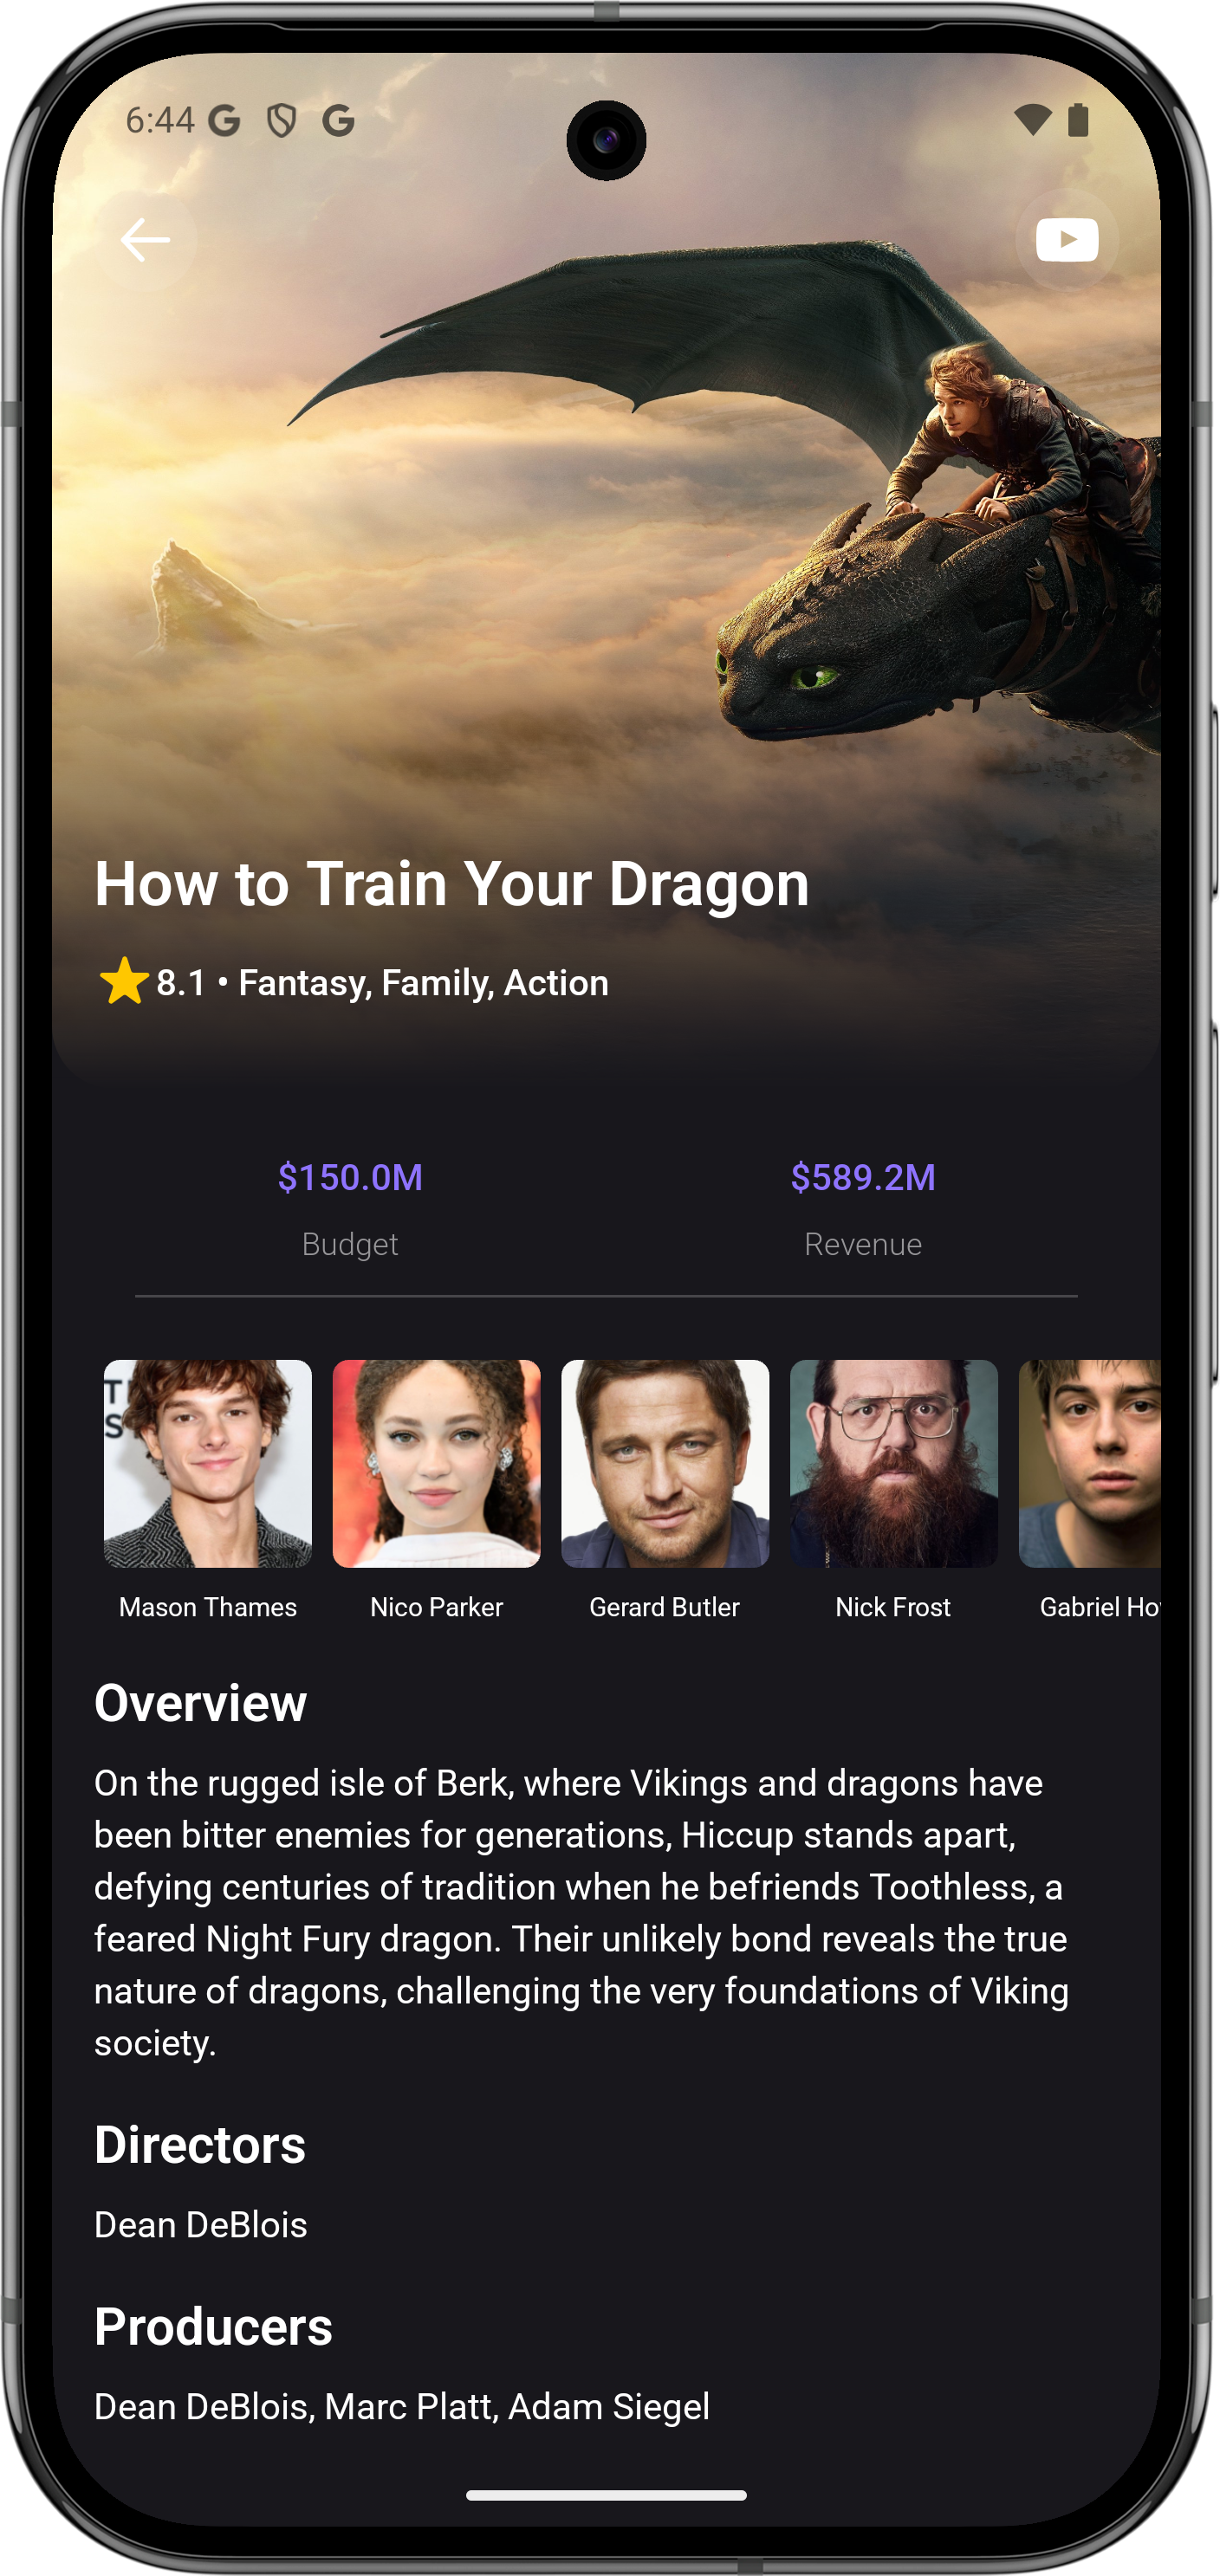 6:44
How to Train Your Dragon
8.1 • Fantasy, Family, Action
$150.0M $589.2M
Budget Revenue
Mason Thames Nico Parker Gerard Butler Nick Frost Gabriel
Overview
On the rugged isle of Berk, where Vikings and dragons have
been bitter enemies for generations, Hiccup stands apart,
defying centuries of tradition when he befriends Toothless, a
feared Night Fury dragon. Their unlikely bond reveals the true
nature of dragons, challenging the very foundations of Viking
society.
Directors
Dean DeBlois
Producers
Dean DeBlois, Marc Platt, Adam Siegel